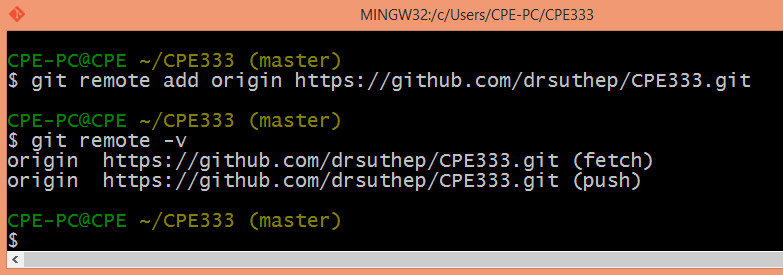 MINGW32:/c/Users/CPE-PC/CPE333
CPE-PC@CPE ~/CPE333 (master)
$ git remote add origin https://github.com/drsuthep/CPE333.git
CPE-PC@CPE ~/CPE333 (master)
$ git remote -v
origin  https://github.com/drsuthep/CPE333.git (fetch)
origin  https://github.com/drsuthep/CPE333.git (push)
CPE-PC@CPE ~/CPE333 (master)
$